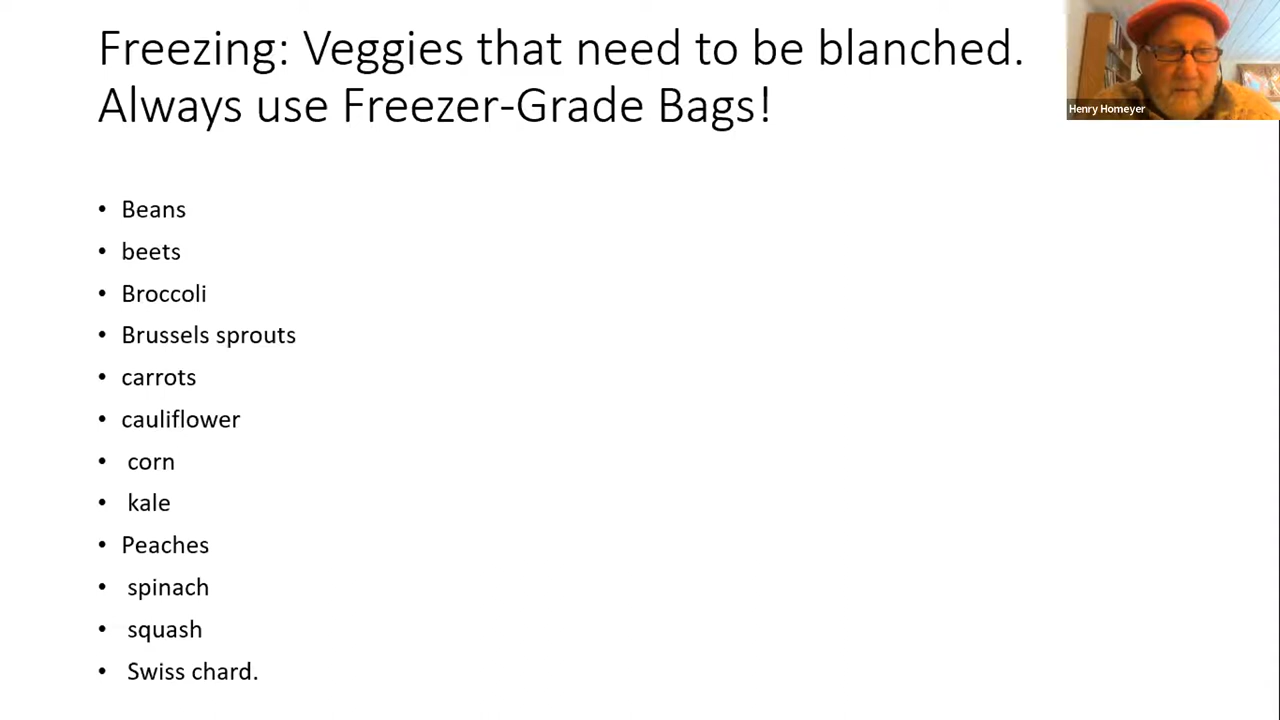 Freezing: Veggies that need to be blanched.
Always use Freezer-Grade Bags!
Henry Homeyer
• Beans
• beets
• Broccoli
• Brussels sprouts
• carrots
• cauliflower
• corn
• kale
• Peaches
• spinach
• squash
• Swiss chard.